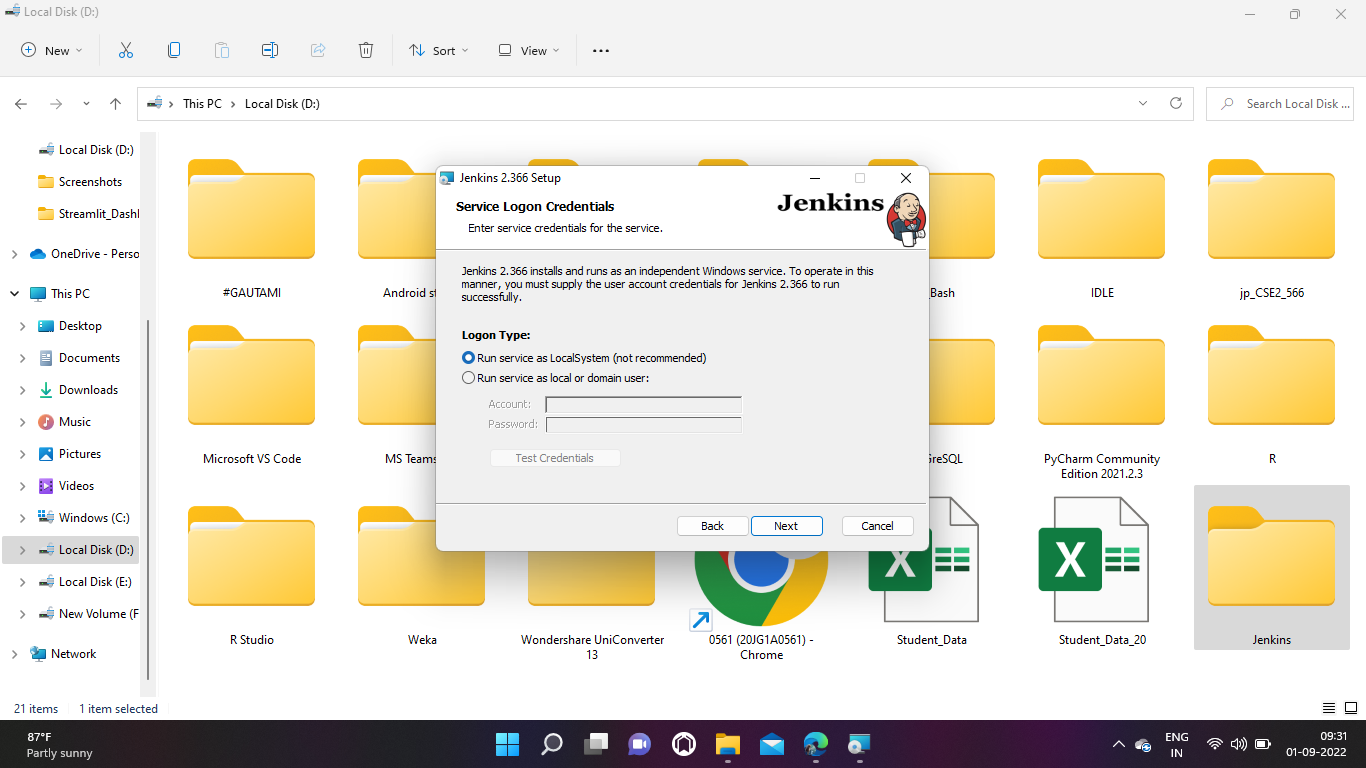 Local Disk (D:)
New
Sort
View
This PC
Local Disk (D:)
Search Local Disk ...
Local Disk (D:)
Screenshots
Streamlit_Dashl
OneDrive - Perso
This PC
Desktop
Documents
Downloads
Music
Pictures
Videos
Windows (C:)
Local Disk (D:)
Local Disk (E:)
New Volume (F
Network
#GAUTAMI
Android st
_Bash
IDLE
jp_CSE2_566
Microsoft VS Code
MS Teams
reSQL
PyCharm Community
Edition 2021.2.3
R
R Studio
Weka
Wondershare UniConverter
13
0561 (20JG1A0561) -
Chrome
Student_Data
Student_Data_20
Jenkins
Jenkins 2.366 Setup
Service Logon Credentials
Enter service credentials for the service.
Jenkins
Jenkins 2.366 installs and runs as an independent Windows service. To operate in this
manner, you must supply the user account credentials for Jenkins 2.366 to run
successfully.
Logon Type:
Run service as LocalSystem (not recommended)
Run service as local or domain user:
Account:
Password:
Test Credentials
Back
Next
Cancel
21 items
1 item selected
87°F
Partly sunny
ENG
IN
09:31
01-09-2022